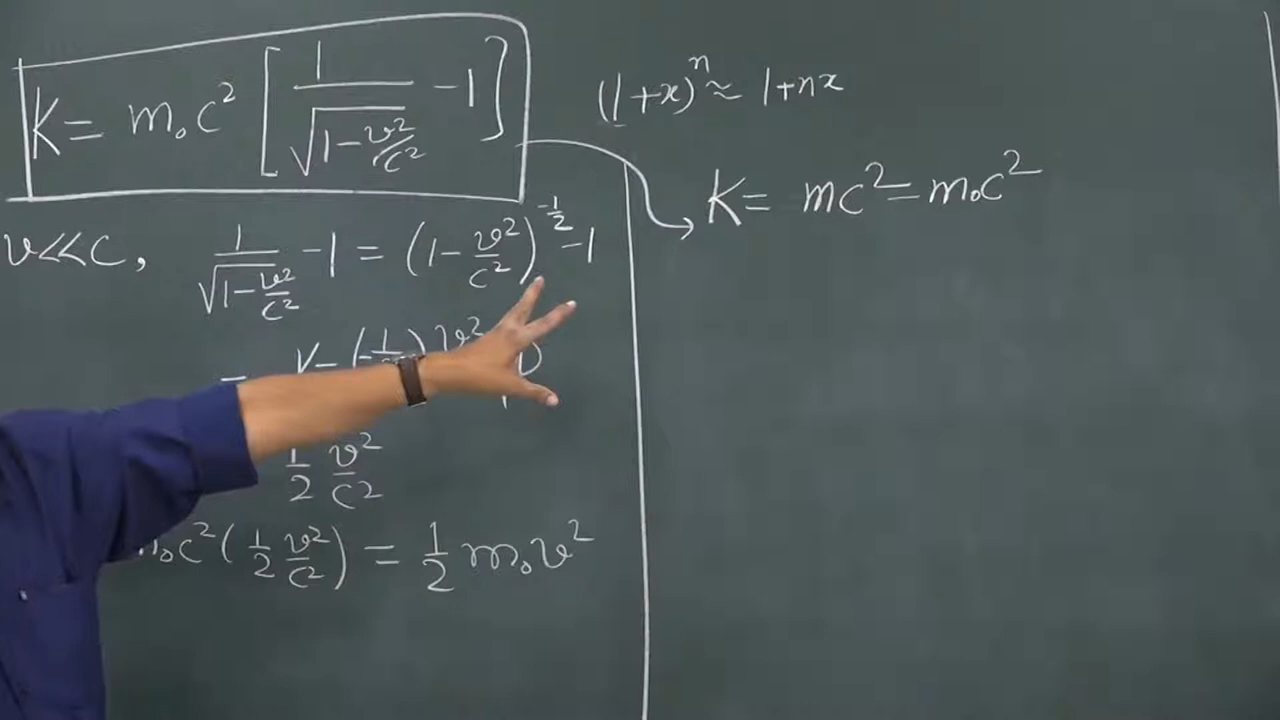 K = m₀c² [ 1/√(1 - v²/c²) - 1 ]
v << c, 1/√(1 - v²/c²) - 1 = (1 - v²/c²)^(-1/2) - 1
1/2 v²/c²
c² (1/2 v²/c²) = 1/2 m₀v²
(1+x)ⁿ ≈ 1+nx
K = mc² - m₀c²